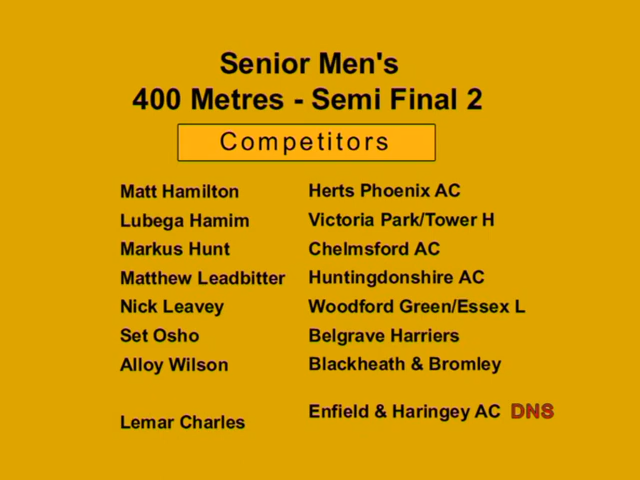 Senior Men's
400 Metres - Semi Final 2
Competitors
Matt Hamilton Herts Phoenix AC
Lubega Hamim Victoria Park/Tower H
Markus Hunt Chelmsford AC
Matthew Leadbitter Huntingdonshire AC
Nick Leavey Woodford Green/Essex L
Set Osho Belgrave Harriers
Alloy Wilson Blackheath & Bromley
Lemar Charles Enfield & Haringey AC DNS